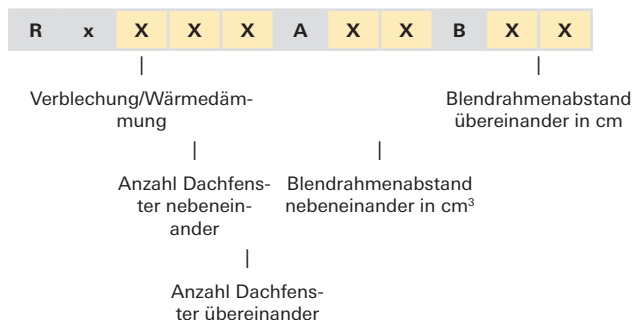 R x X X X A X X B X X
Verblechung/Wärmedäm-
mung
Blendrahmenabstand
übereinander in cm
Anzahl Dachfens-
ter nebenein-
ander
Blendrahmenabstand
nebeneinander in cm³
Anzahl Dachfens-
ter übereinander